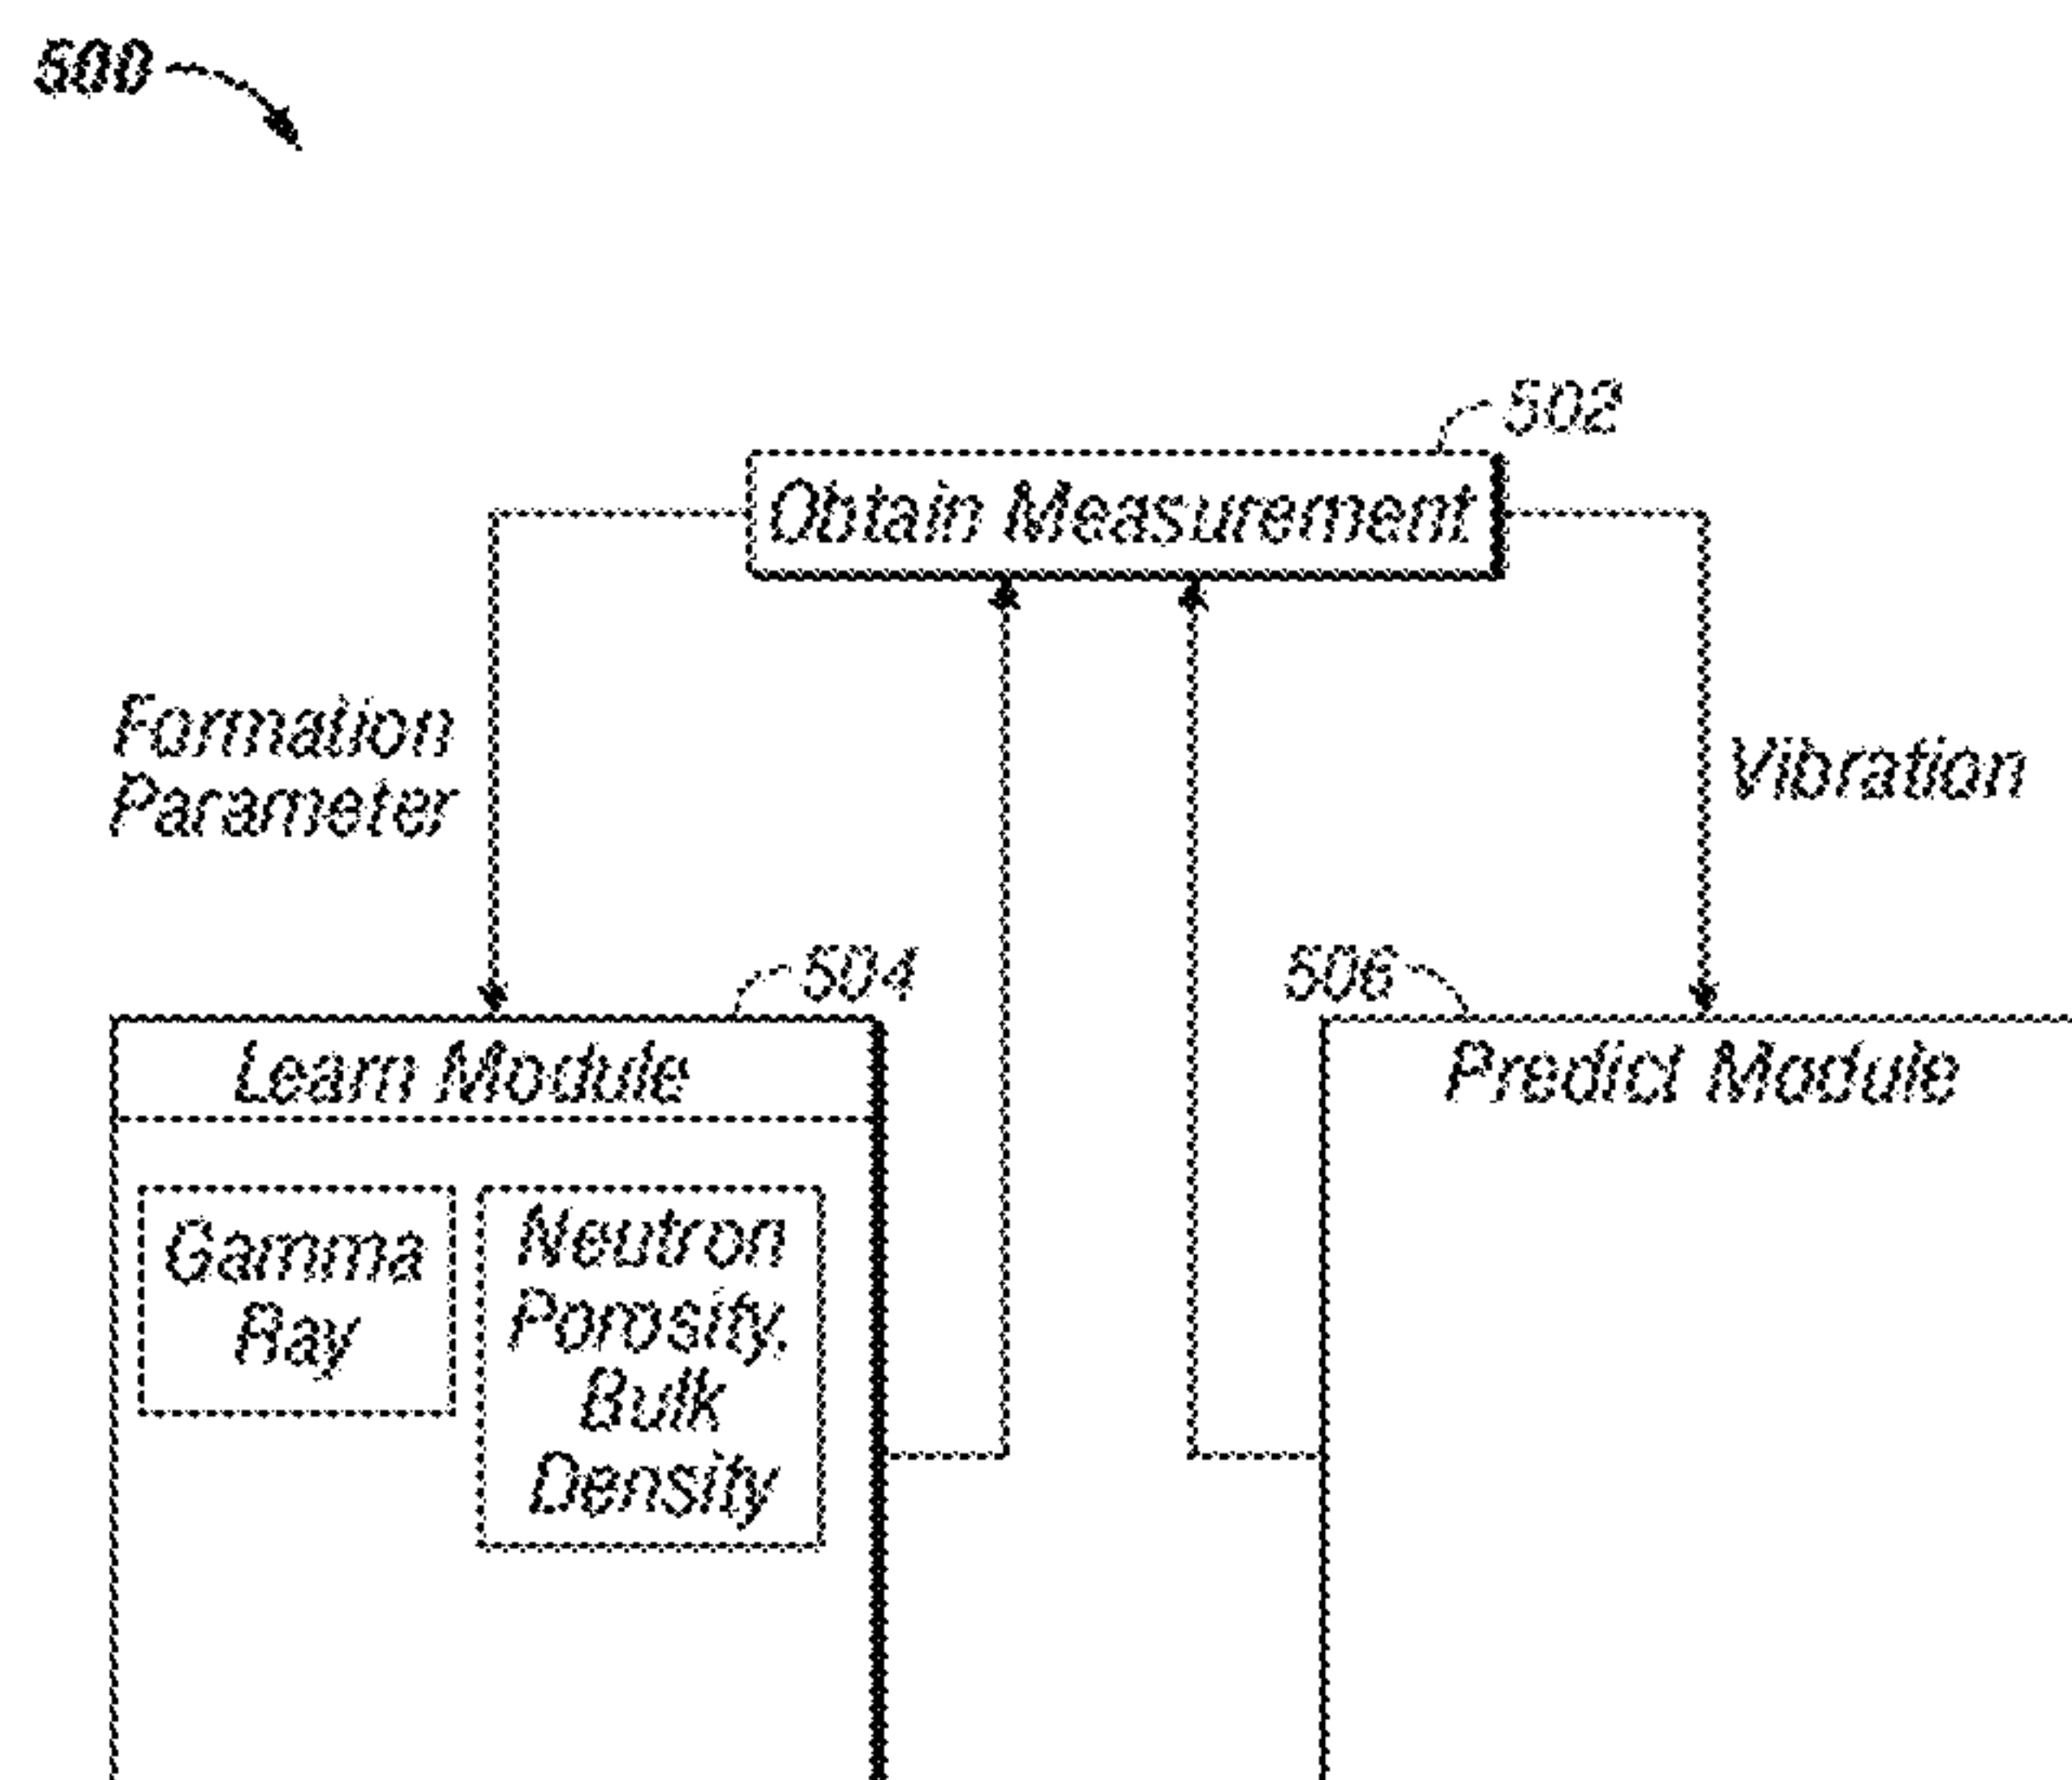 500
502
Obtain Measurement
Formation
Parameter
Vibration
504
506
Learn Module
Predict Module
Gamma
Ray
Neutron
Porosity,
Bulk
Density